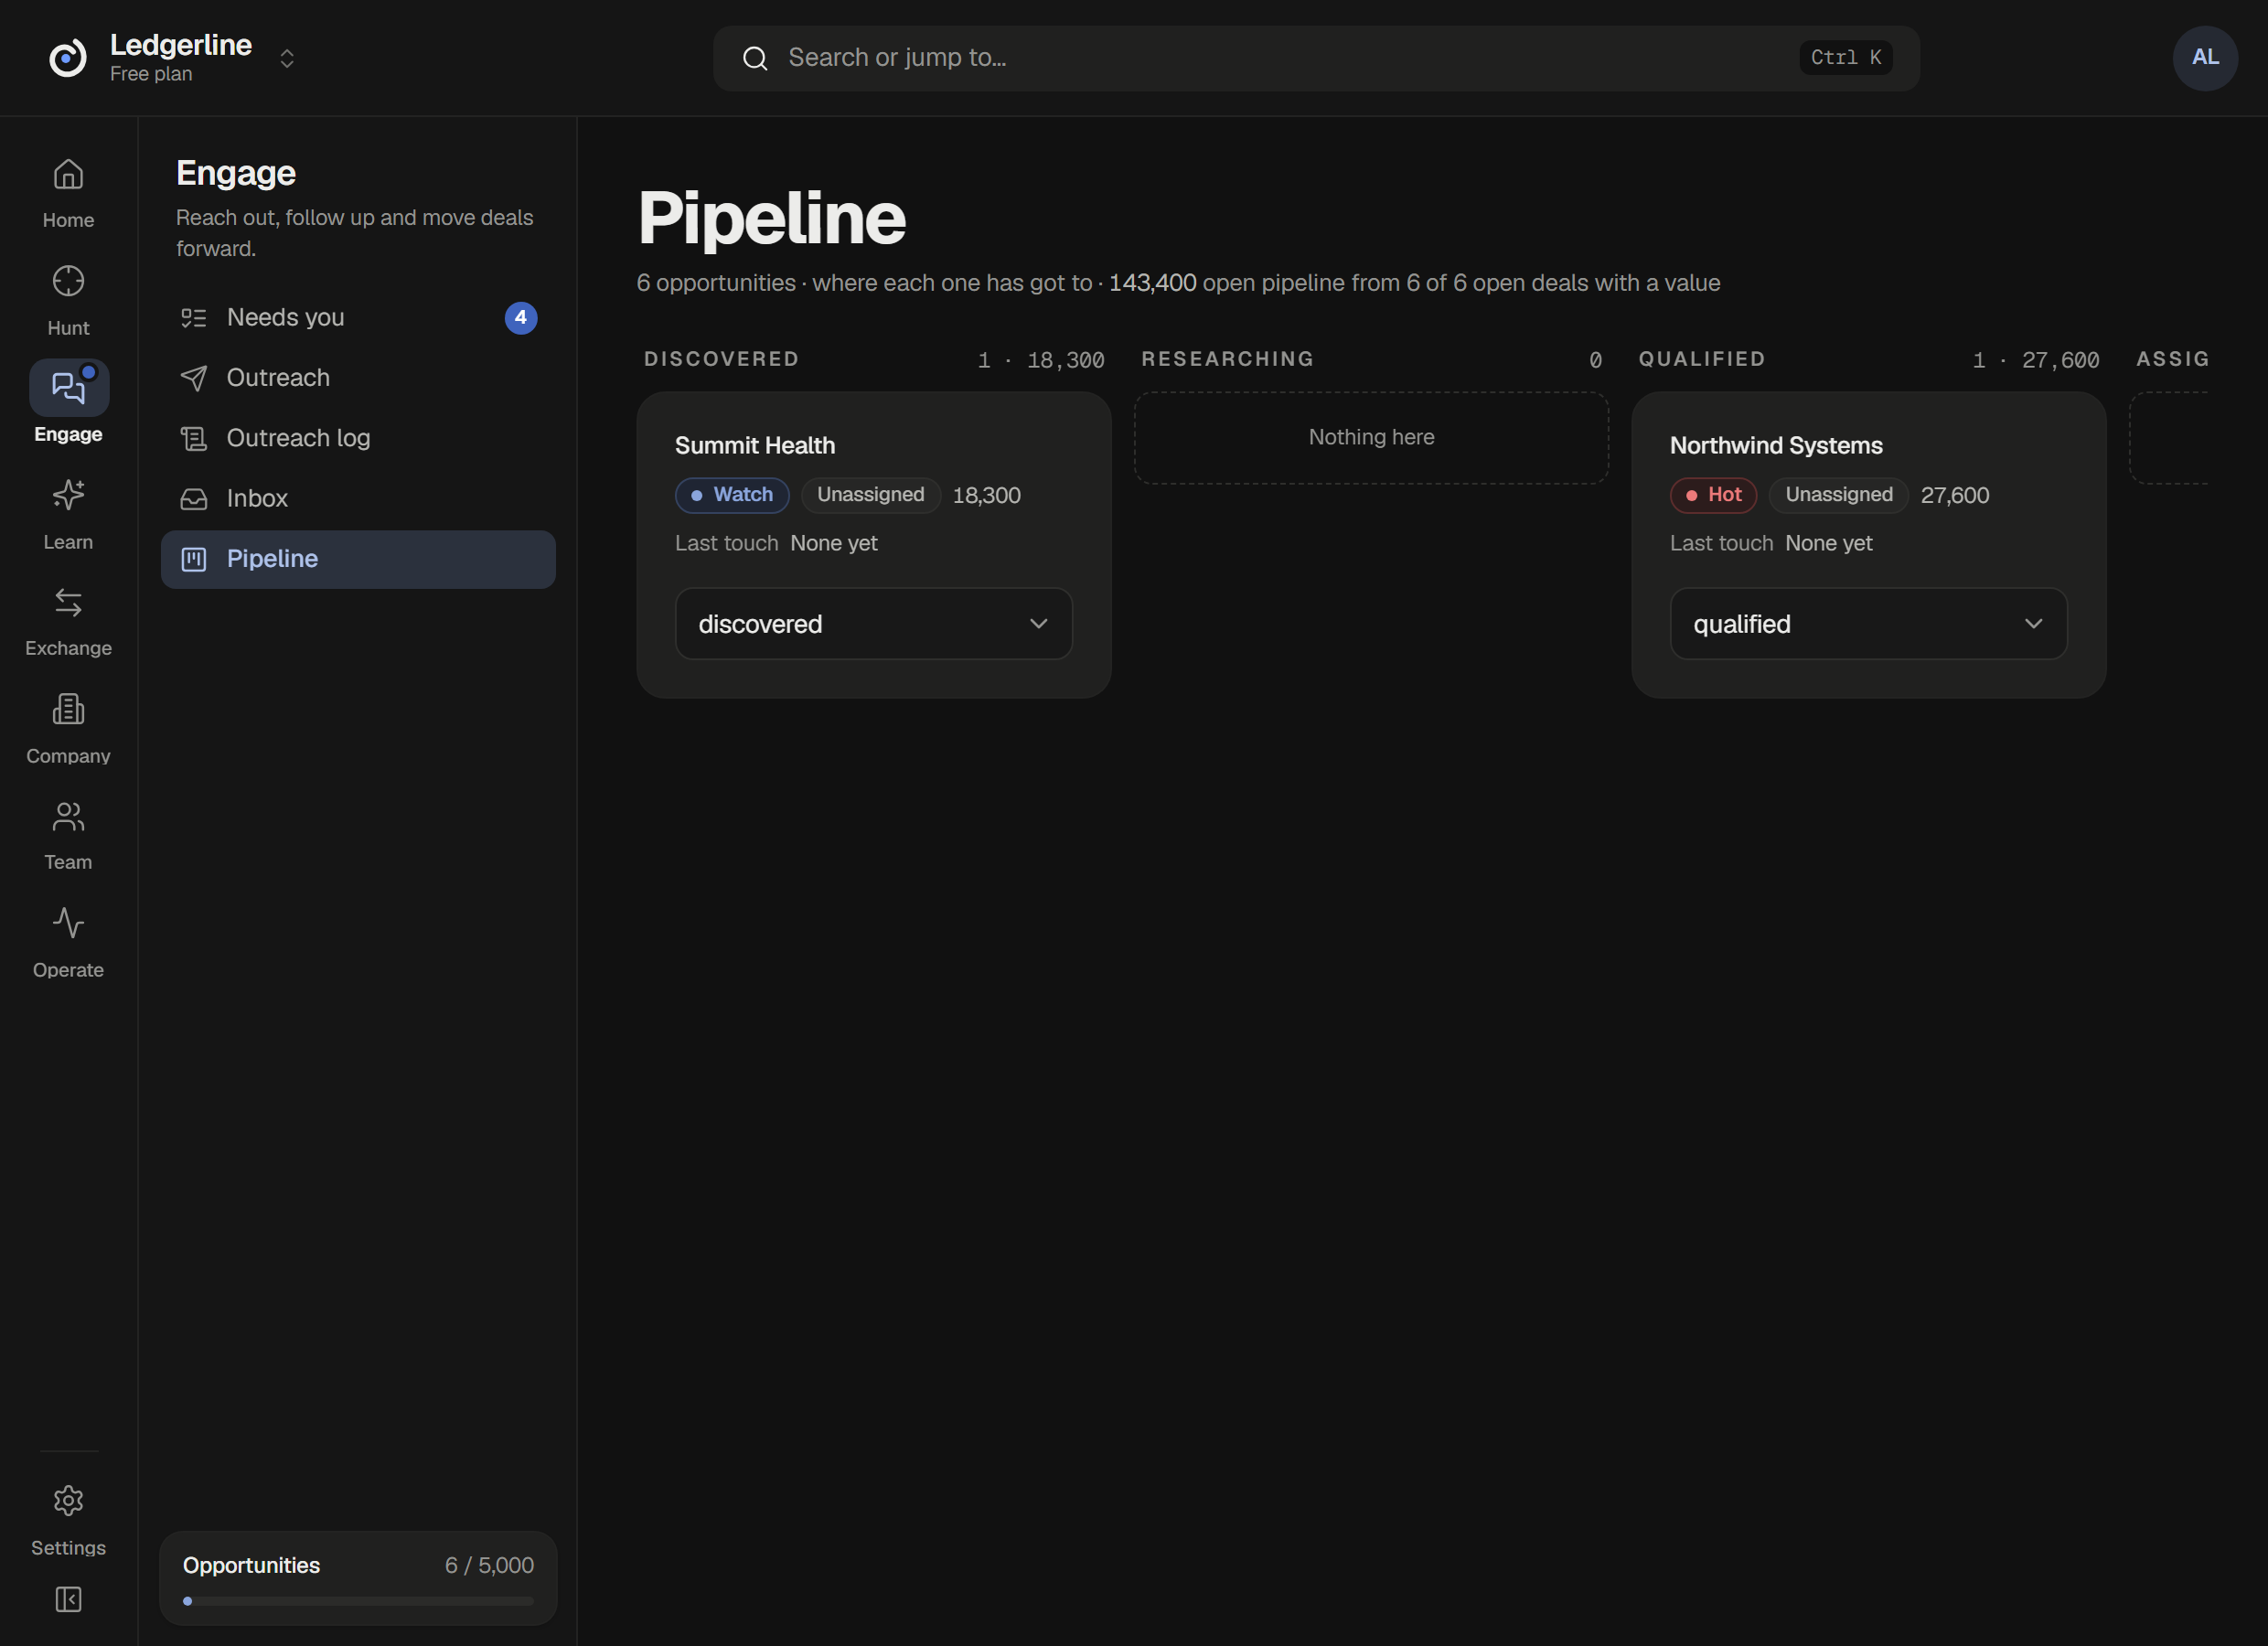 Ledgerline
Free plan
Search or jump to...
Ctrl K
AL
Home
Hunt
Engage
Learn
Exchange
Company
Team
Operate
Settings
Engage
Reach out, follow up and move deals
forward.
Needs you 4
Outreach
Outreach log
Inbox
Pipeline
Opportunities 6 / 5,000
Pipeline
6 opportunities · where each one has got to · 143,400 open pipeline from 6 of 6 open deals with a value
DISCOVERED 1 · 18,300
Summit Health
Watch Unassigned 18,300
Last touch None yet
discovered
RESEARCHING 0
Nothing here
QUALIFIED 1 · 27,600
Northwind Systems
Hot Unassigned 27,600
Last touch None yet
qualified
ASSIG